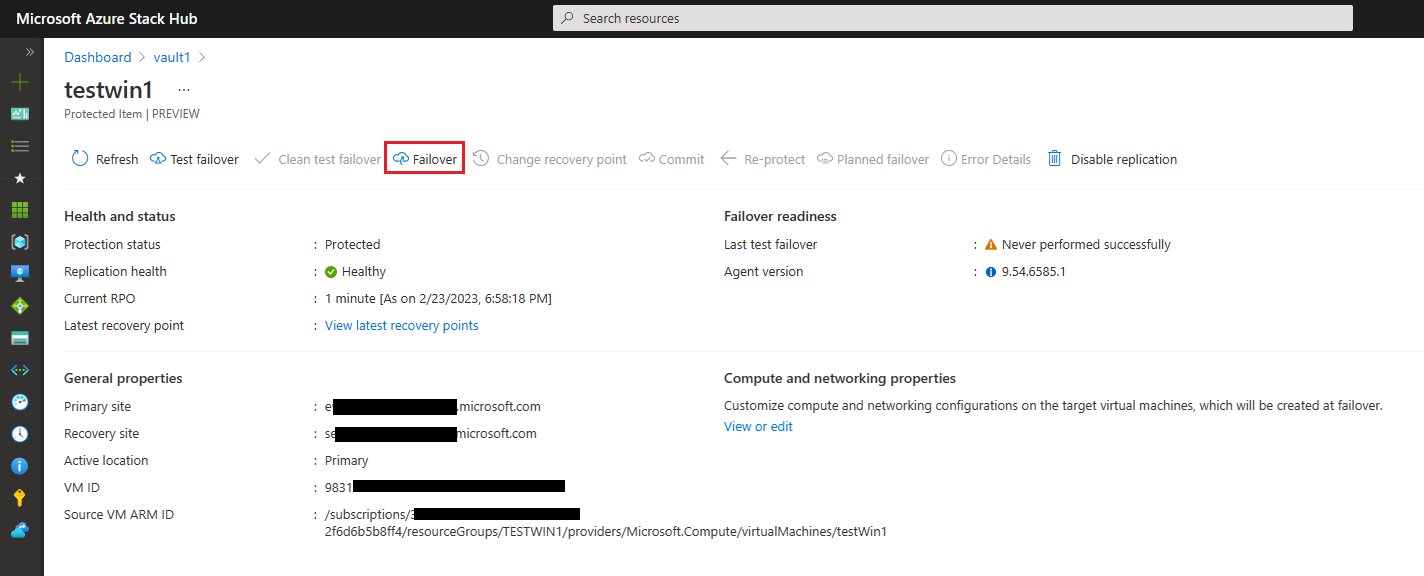 Microsoft Azure Stack Hub
Search resources
Dashboard > vault1 >
testwin1 ...
Protected Item | PREVIEW
Refresh Test failover Clean test failover Failover Change recovery point Commit Re-protect Planned failover Error Details Disable replication
Health and status
Protection status : Protected
Replication health : Healthy
Current RPO : 1 minute [As on 2/23/2023, 6:58:18 PM]
Latest recovery point : View latest recovery points
Failover readiness
Last test failover : Never performed successfully
Agent version : 9.54.6585.1
General properties
Primary site : e .microsoft.com
Recovery site : se microsoft.com
Active location : Primary
VM ID : 9831
Source VM ARM ID : /subscriptions/
2f6d6b5b8ff4/resourceGroups/TESTWIN1/providers/Microsoft.Compute/virtualMachines/testWin1
Compute and networking properties
Customize compute and networking configurations on the target virtual machines, which will be created at failover.
View or edit